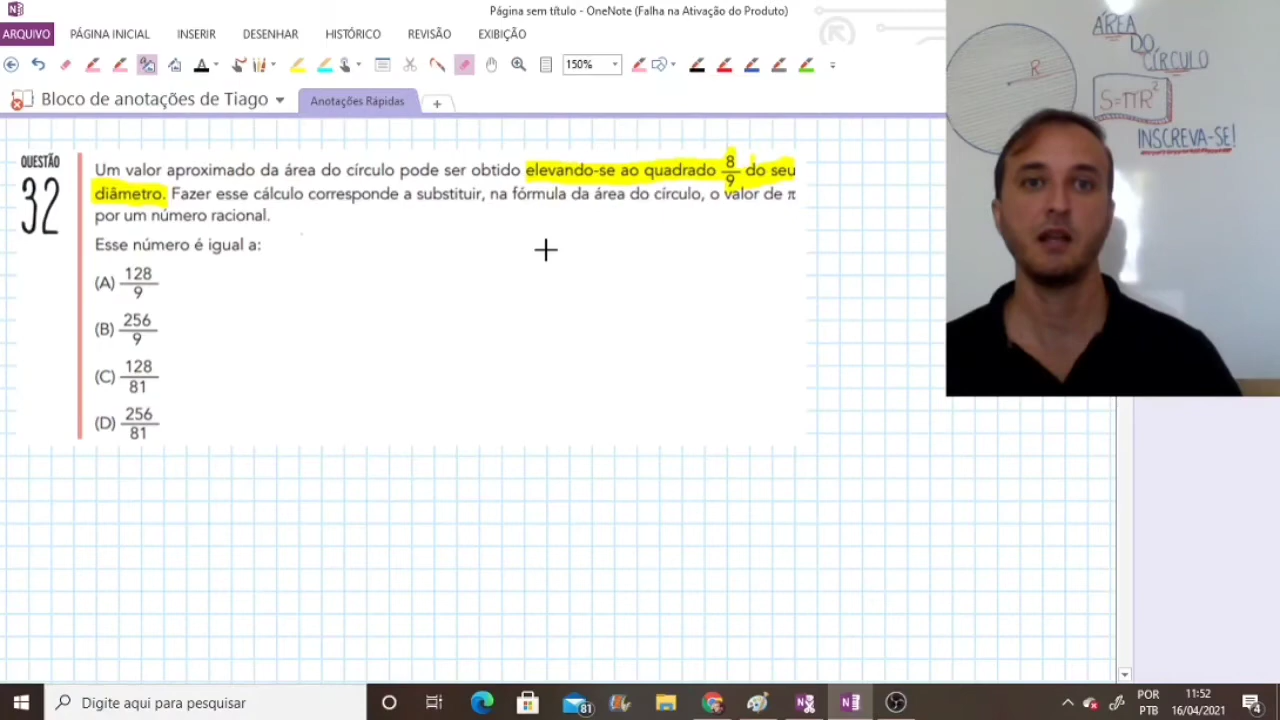 Página sem título - OneNote (Falha na Ativação do Produto)
ARQUIVO PÁGINA INICIAL INSERIR DESENHAR HISTÓRICO REVISÃO EXIBIÇÃO
150%
Bloco de anotações de Tiago Anotações Rápidas +
ÁREA
DO
CÍRCULO
R
S=πR²
INSCREVA-SE!
QUESTÃO
32
Um valor aproximado da área do círculo pode ser obtido elevando-se ao quadrado 8/9 do seu
diâmetro. Fazer esse cálculo corresponde a substituir, na fórmula da área do círculo, o valor de π
por um número racional.
Esse número é igual a:
(A) 128/9
(B) 256/9
(C) 128/81
(D) 256/81
Digite aqui para pesquisar
81
POR
PTB
11:52
16/04/2021
4